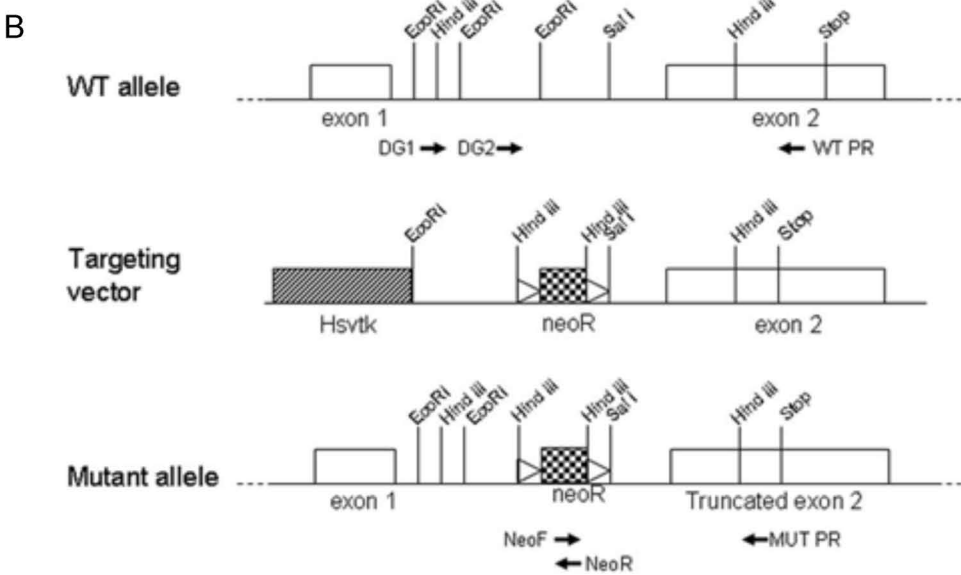 B
EcoRi Hind iii EcoRi EcoRi Sal I Hind iii Stop
WT allele
exon 1 exon 2
DG1 DG2 WT PR
EcoRi Hind iii Hind iii Sal I Hind iii Stop
Targeting
vector
Hsvtk neoR exon 2
EcoRi Hind iii EcoRi Hind iii Hind iii Sal I Hind iii Stop
Mutant allele
exon 1 neoR Truncated exon 2
NeoF MUT PR
NeoR